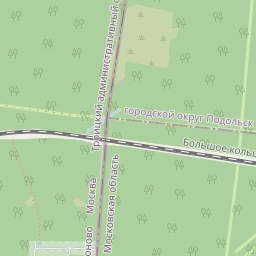 Троицкий административный о
городской округ Подольск
Большое кольц
Москва
Московская область
оново